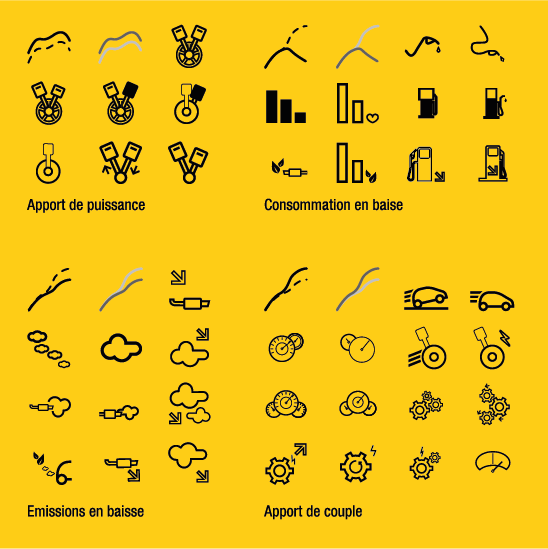 Apport de puissance
Consommation en baise
Emissions en baisse
Apport de couple